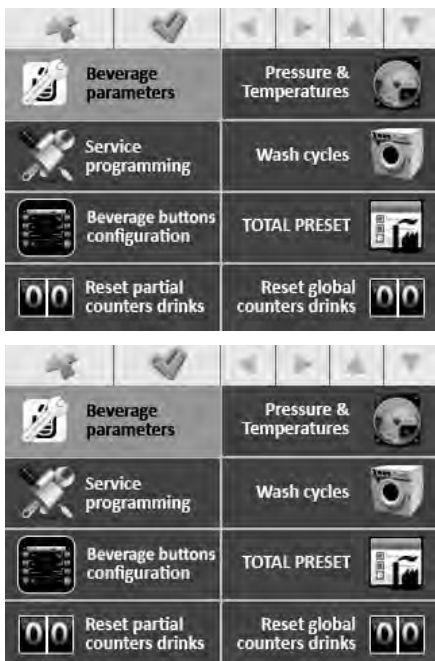 Beverage
parameters
Pressure &
Temperatures
Service
programming
Wash cycles
Beverage buttons
configuration
TOTAL PRESET
00
Reset partial
counters drinks
Reset global
counters drinks
00
Beverage
parameters
Pressure &
Temperatures
Service
programming
Wash cycles
Beverage buttons
configuration
TOTAL PRESET
00
Reset partial
counters drinks
Reset global
counters drinks
00